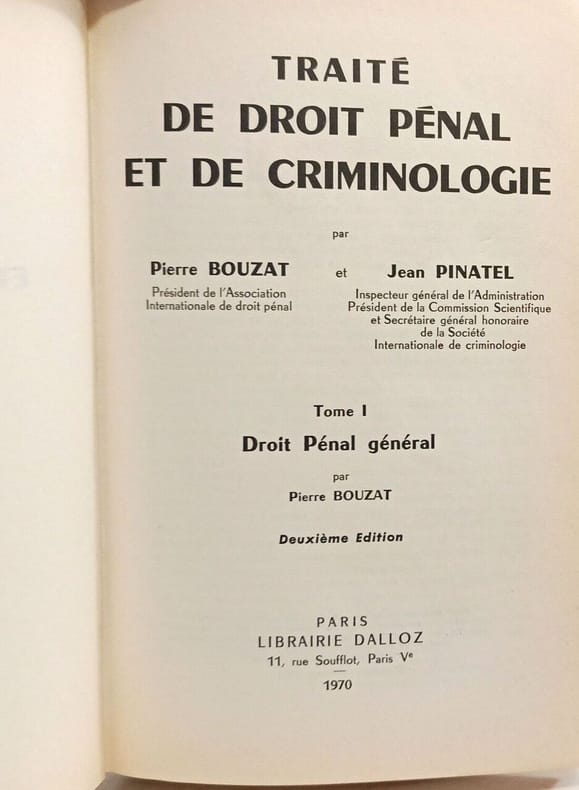 TRAITÉ
DE DROIT PÉNAL
ET DE CRIMINOLOGIE
par
Pierre BOUZAT
Président de l'Association
Internationale de droit pénal
et
Jean PINATEL
Inspecteur général de l'Administration
Président de la Commission Scientifique
et Secrétaire général honoraire
de la Société
Internationale de criminologie
Tome I
Droit Pénal général
par
Pierre BOUZAT
Deuxième Edition
PARIS
LIBRAIRIE DALLOZ
11, rue Soufflot, Paris Ve
1970